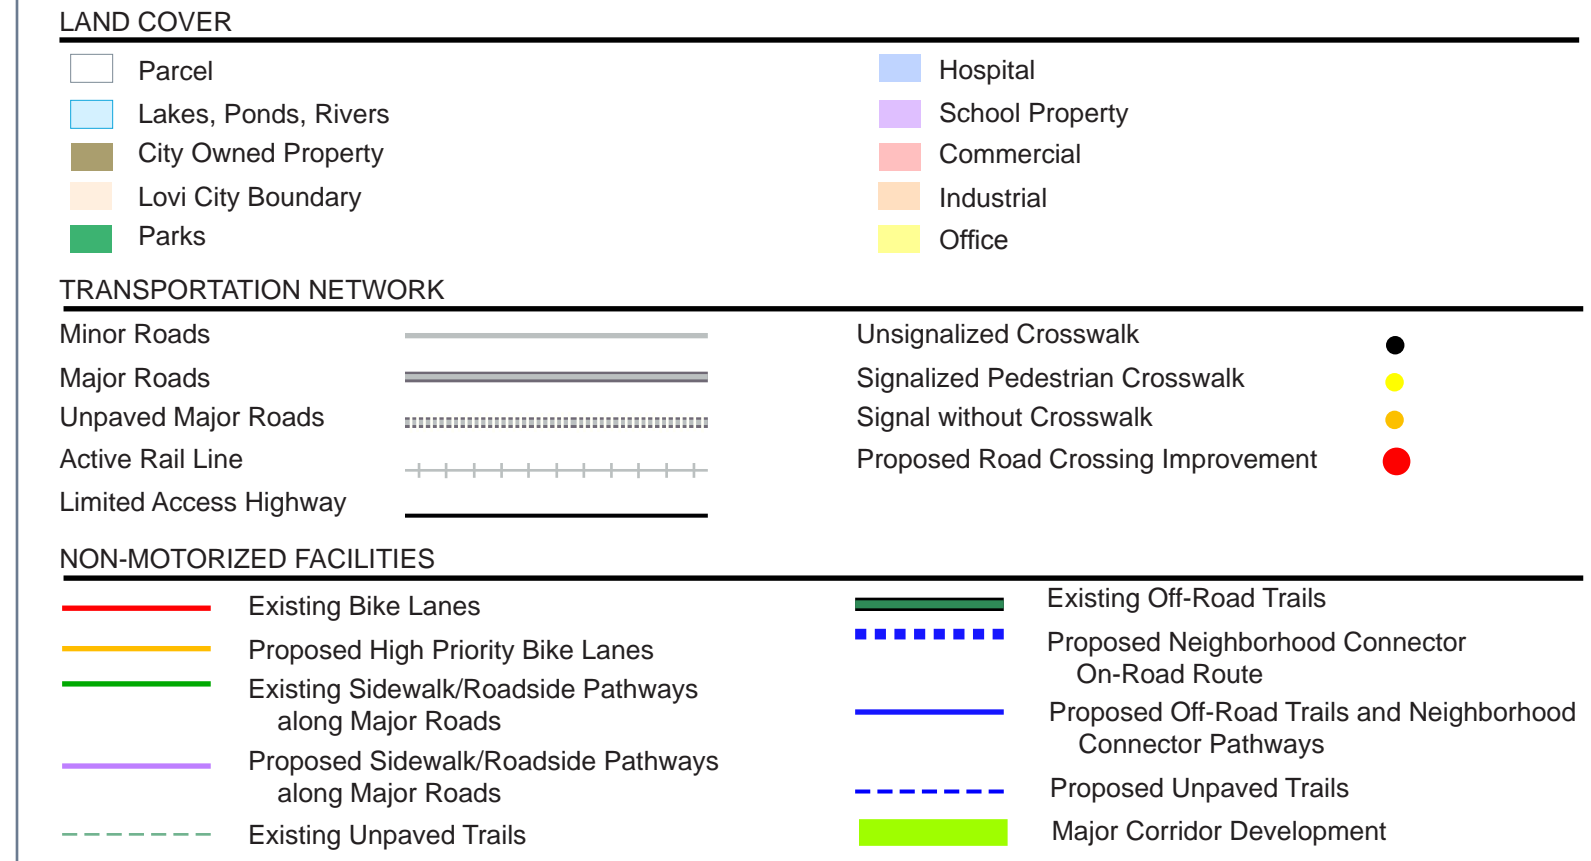 LAND COVER
Parcel
Lakes, Ponds, Rivers
City Owned Property
Lovi City Boundary
Parks
Hospital
School Property
Commercial
Industrial
Office
TRANSPORTATION NETWORK
Minor Roads
Major Roads
Unpaved Major Roads
Active Rail Line
Limited Access Highway
Unsignalized Crosswalk
Signalized Pedestrian Crosswalk
Signal without Crosswalk
Proposed Road Crossing Improvement
NON-MOTORIZED FACILITIES
Existing Bike Lanes
Proposed High Priority Bike Lanes
Existing Sidewalk/Roadside Pathways
along Major Roads
Proposed Sidewalk/Roadside Pathways
along Major Roads
Existing Unpaved Trails
Existing Off-Road Trails
Proposed Neighborhood Connector
On-Road Route
Proposed Off-Road Trails and Neighborhood
Connector Pathways
Proposed Unpaved Trails
Major Corridor Development